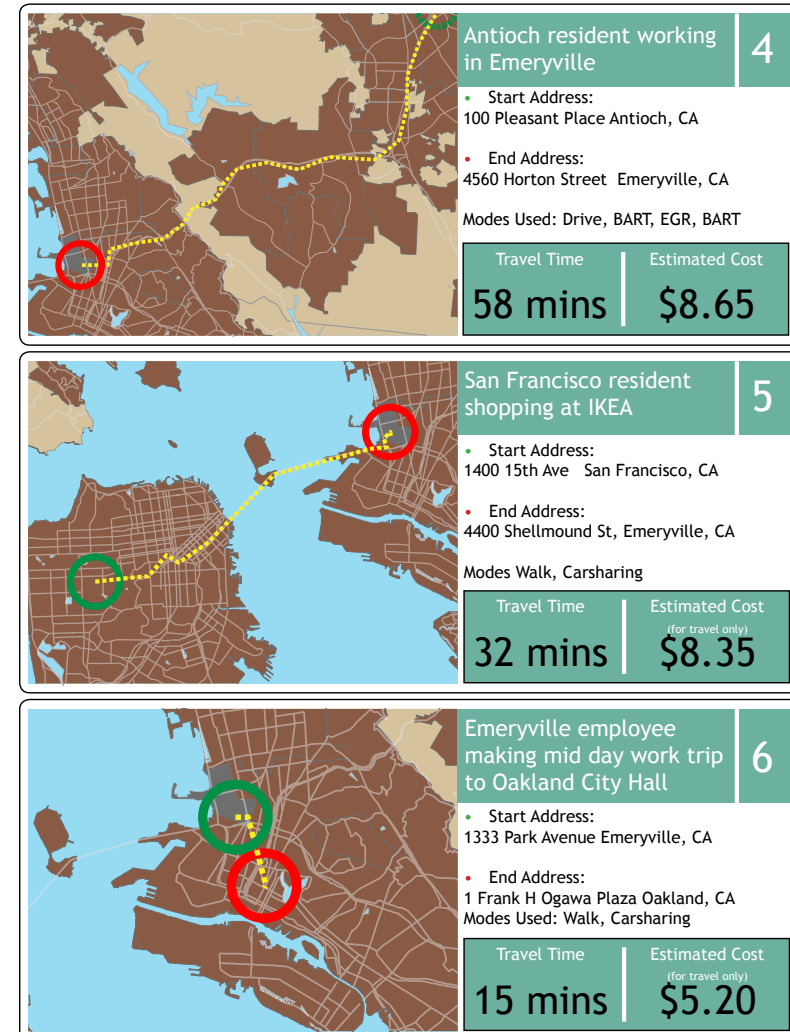 Antioch resident working
in Emeryville
4
• Start Address:
100 Pleasant Place Antioch, CA
• End Address:
4560 Horton Street  Emeryville, CA
Modes Used: Drive, BART, EGR, BART
Travel Time
Estimated Cost
58 mins
$8.65
San Francisco resident
shopping at IKEA
5
• Start Address:
1400 15th Ave   San Francisco, CA
• End Address:
4400 Shellmound St, Emeryville, CA
Modes Walk, Carsharing
Travel Time
Estimated Cost
(for travel only)
32 mins
$8.35
Emeryville employee
making mid day work trip
to Oakland City Hall
6
• Start Address:
1333 Park Avenue Emeryville, CA
• End Address:
1 Frank H Ogawa Plaza Oakland, CA
Modes Used: Walk, Carsharing
Travel Time
Estimated Cost
(for travel only)
15 mins
$5.20